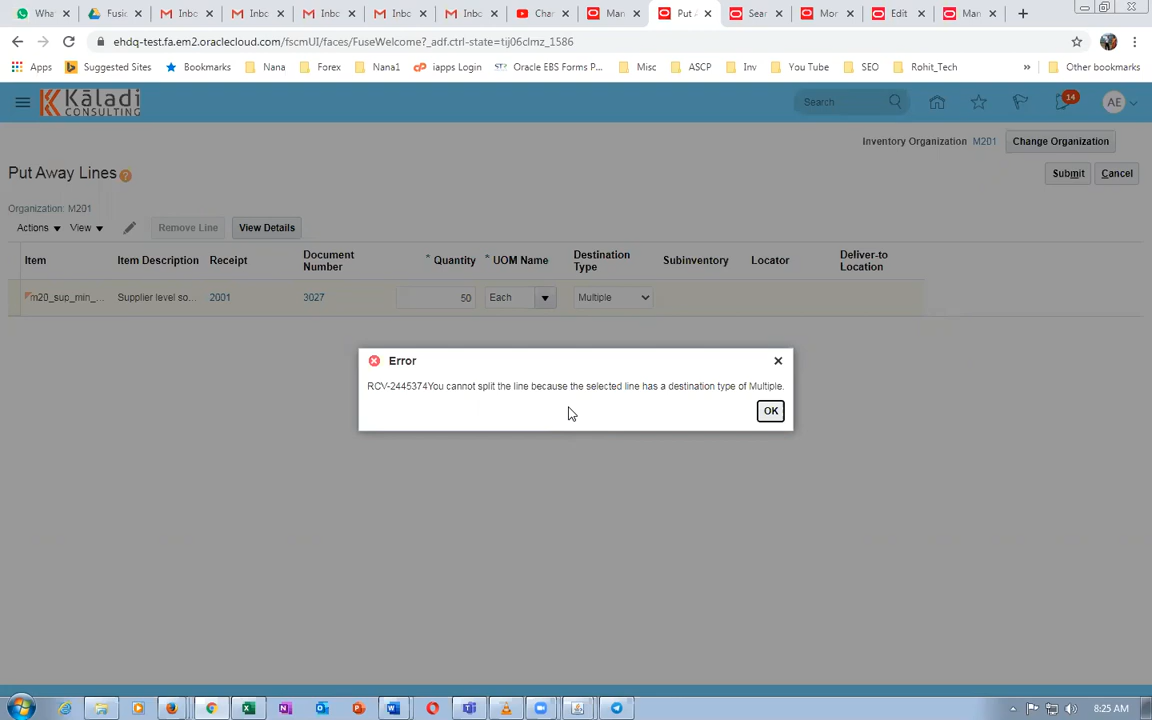 Wha
Fusio
Inbo
Inbo
Inbo
Inbo
Inbo
Char
Man
Put A
Sear
Mor
Edit
Man
ehdq-test.fa.em2.oraclecloud.com/fscmUI/faces/FuseWelcome?_adf.ctrl-state=tij06clmz_1586
Apps Suggested Sites Bookmarks Nana Forex Nana1 iapps Login Oracle EBS Forms P... Misc ASCP Inv You Tube SEO Rohit_Tech » Other bookmarks
Kāladi
CONSULTING
Search
14
AE
Inventory Organization M201 Change Organization
Put Away Lines ?
Submit Cancel
Organization: M201
Actions View Remove Line View Details
Item Item Description Receipt Document Number * Quantity * UOM Name Destination Type Subinventory Locator Deliver-to Location
m20_sup_min_... Supplier level so... 2001 3027 50 Each Multiple
Error
RCV-2445374You cannot split the line because the selected line has a destination type of Multiple.
OK
8:25 AM